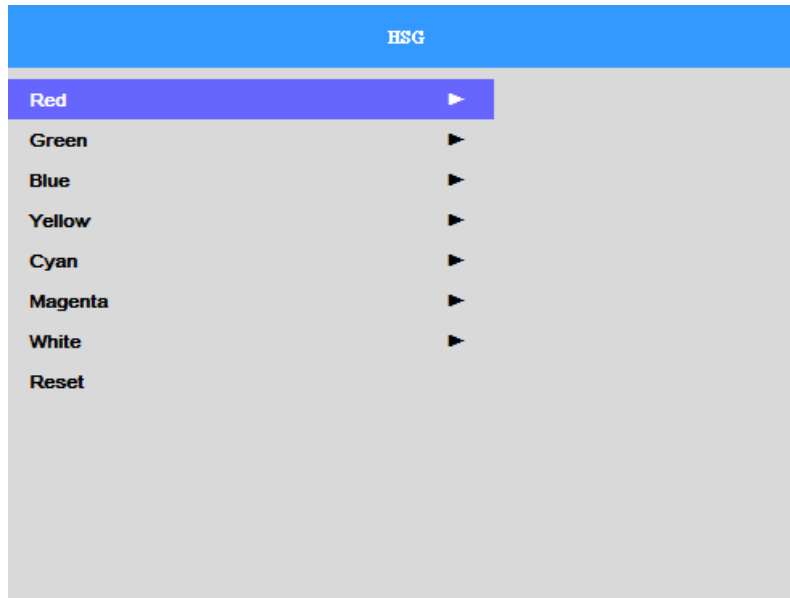 HSG
Red
Green
Blue
Yellow
Cyan
Magenta
White
Reset